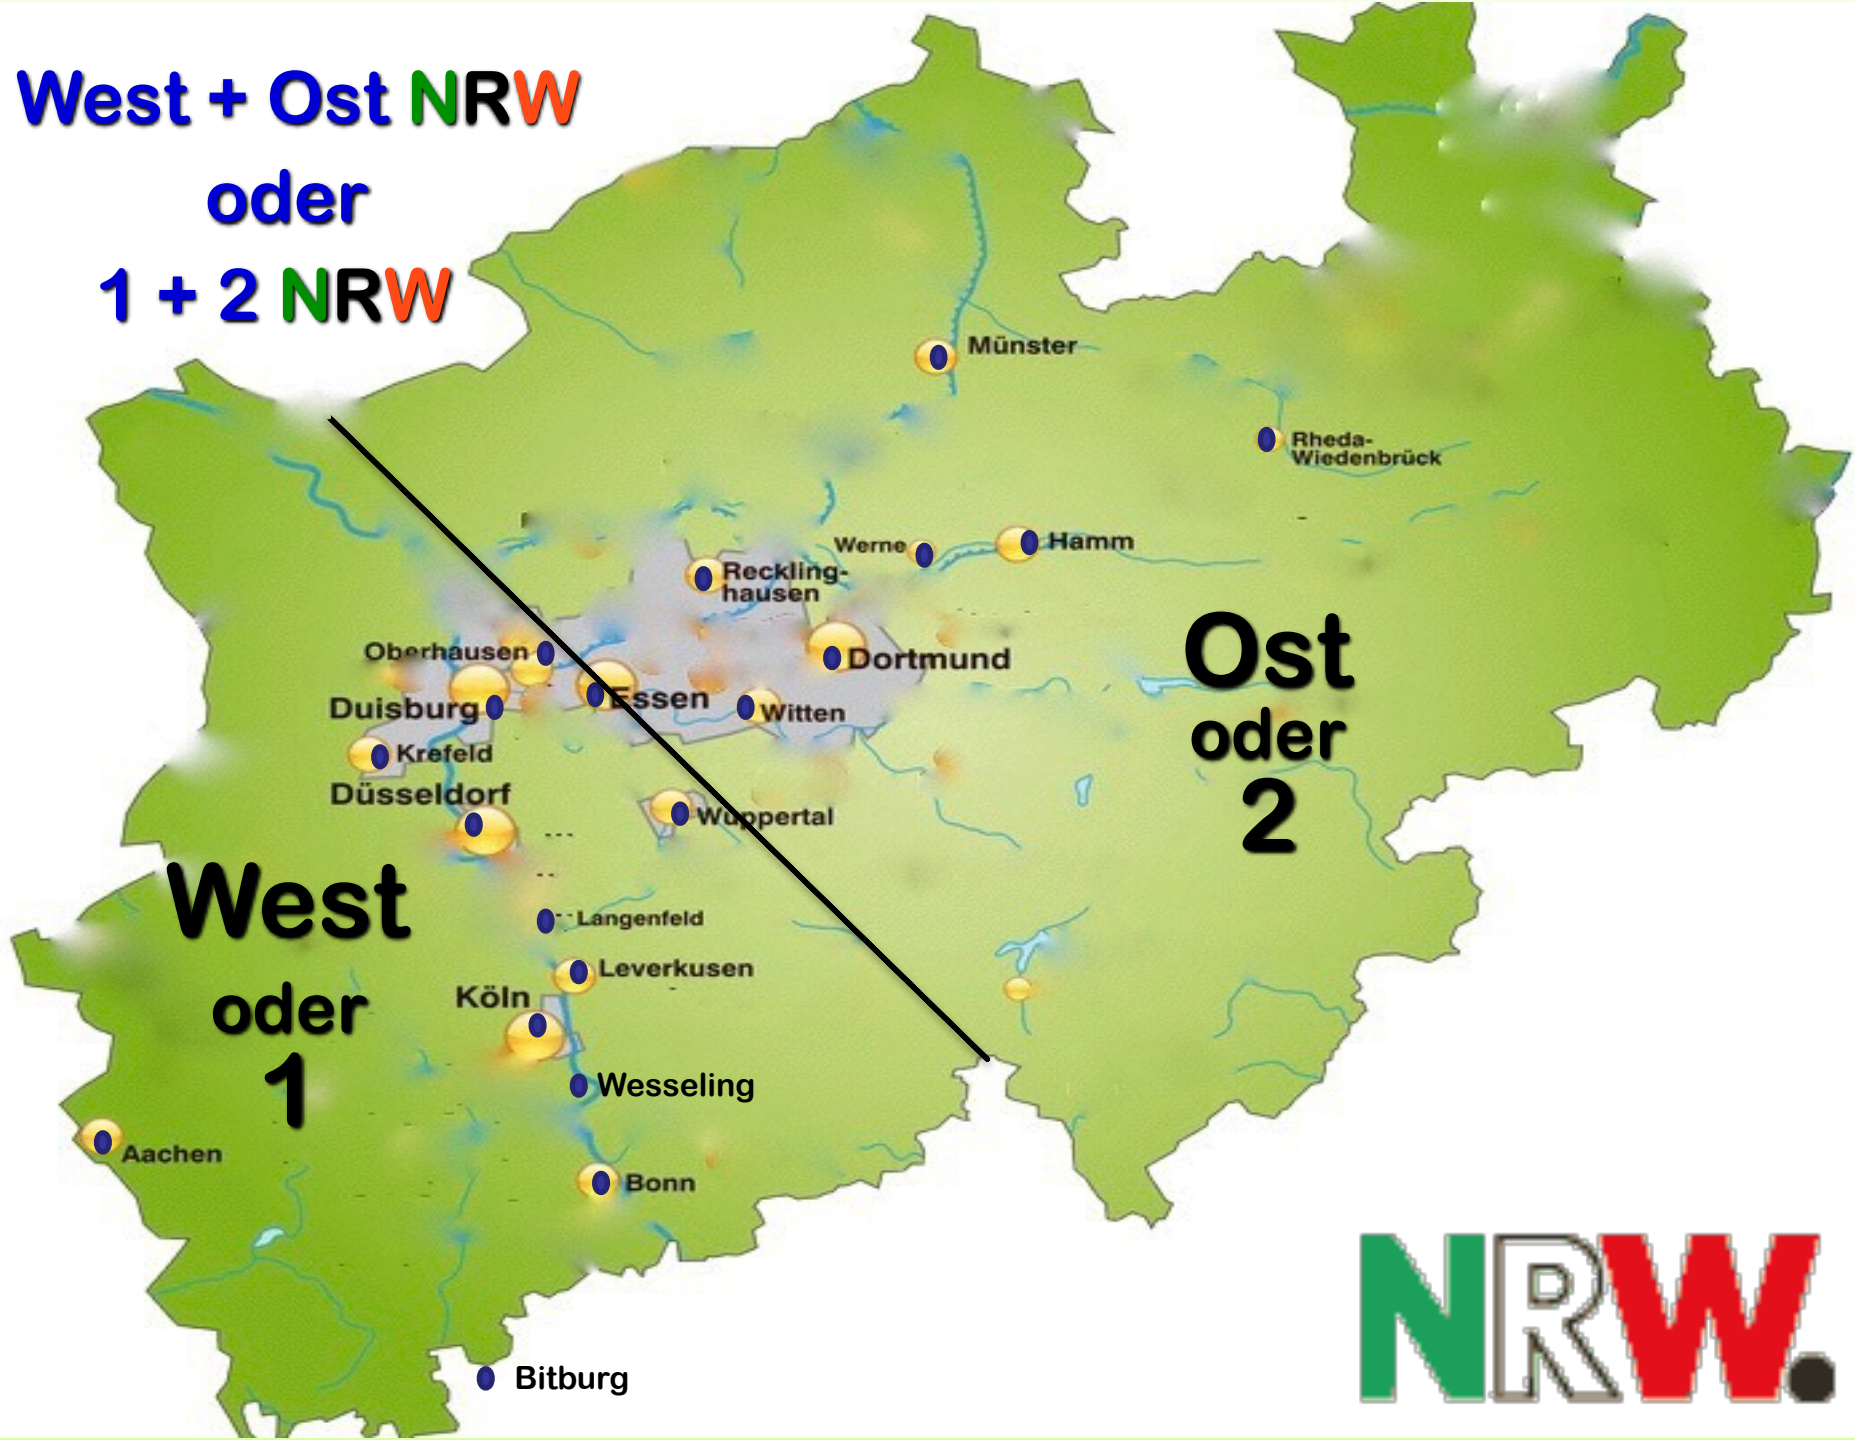 West + Ost NRW
oder
1 + 2 NRW
Münster
Rheda-
Wiedenbrück
Werne
Hamm
Reckling-
hausen
Oberhausen
Dortmund
Duisburg
Essen
Witten
Krefeld
Düsseldorf
Wuppertal
Ost
oder
2
West
oder
1
Langenfeld
Leverkusen
Köln
Wesseling
Aachen
Bonn
Bitburg
NRW.